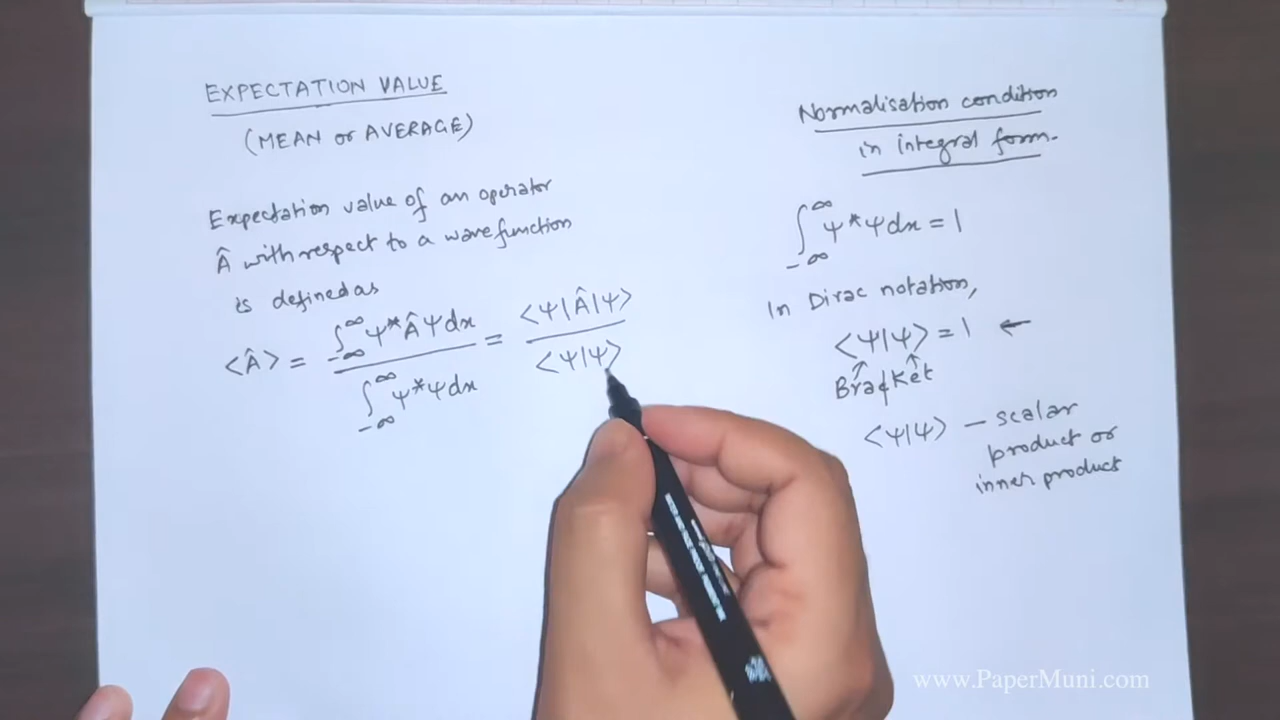 EXPECTATION VALUE
(MEAN or AVERAGE)
Expectation value of an operator
Â with respect to a wavefunction
is defined as
<Â> = ∫_{-∞}^{∞} Ψ* Â Ψ dx / ∫_{-∞}^{∞} Ψ* Ψ dx = <Ψ|Â|Ψ> / <Ψ|Ψ>
Normalisation condition
in integral form.
∫_{-∞}^{∞} Ψ* Ψ dx = 1
In Dirac notation,
<Ψ|Ψ> = 1 ←
↑ ↑
Bra Ket
<Ψ|Ψ> – scalar
product or
inner product
www.PaperMuni.com